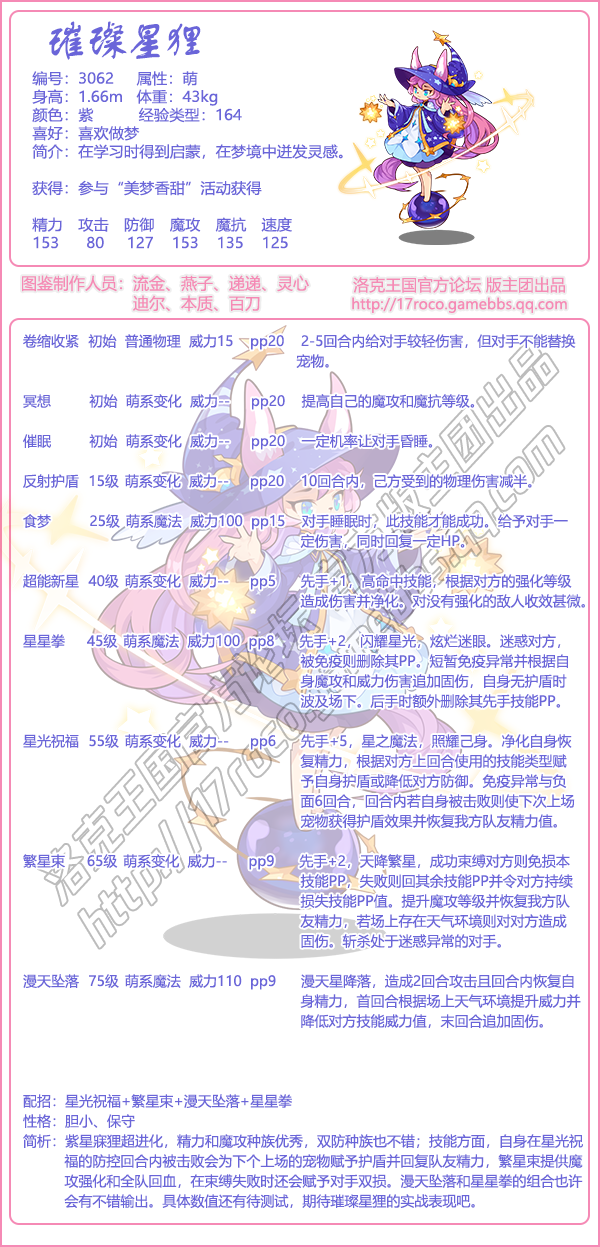 璀璨星狸
编号：3062 属性：萌
身高：1.66m 体重：43kg
颜色：紫 经验类型：164
喜好：喜欢做梦
简介：在学习时得到启蒙，在梦境中迸发灵感。
获得：参与“美梦香甜”活动获得
精力 攻击 防御 魔攻 魔抗 速度
153 80 127 153 135 125
图鉴制作人员：流金、燕子、递递、灵心
迪尔、本质、百刀
洛克王国官方论坛 版主团出品
http://17roco.gamebbs.qq.com
卷缩收紧 初始 普通物理 威力15 pp20 2-5回合内给对手较轻伤害，但对手不能替换
宠物。
冥想 初始 萌系变化 威力-- pp20 提高自己的魔攻和魔抗等级。
催眠 初始 萌系变化 威力-- pp20 一定机率让对手昏睡。
反射护盾 15级 萌系变化 威力-- pp20 10回合内，己方受到的物理伤害减半。
食梦 25级 萌系魔法 威力100 pp15 对手睡眠时，此技能才能成功。给予对手一
定伤害，同时回复一定HP。
超能新星 40级 萌系变化 威力-- pp5 先手+1，高命中技能，根据对方的强化等级
造成伤害并净化。对没有强化的敌人收效甚微。
星星拳 45级 萌系魔法 威力100 pp8 先手+2，闪耀星光，炫烂迷眼。迷惑对方，
被免疫则删除其PP。短暂免疫异常并根据自
身魔攻和威力伤害追加固伤，自身无护盾时
波及场下。后手时额外删除其先手技能PP。
星光祝福 55级 萌系变化 威力-- pp6 先手+5，星之魔法，照耀己身。净化自身恢
复精力，根据对方上回合使用的技能类型赋
予自身护盾或降低对方防御。免疫异常与负
面6回合，回合内若自身被击败则使下次上场
宠物获得护盾效果并恢复我方队友精力值。
繁星束 65级 萌系变化 威力-- pp9 先手+2，天降繁星，成功束缚对方则免损本
技能PP，失败则回其余技能PP并令对方持续
损失技能PP值。提升魔攻等级并恢复我方队
友精力，若场上存在天气环境则对对方造成
固伤。斩杀处于迷惑异常的对手。
漫天坠落 75级 萌系魔法 威力110 pp9 漫天星降落，造成2回合攻击且回合内恢复自
身精力，首回合根据场上天气环境提升威力并
降低对方技能威力值，末回合追加固伤。
配招：星光祝福+繁星束+漫天坠落+星星拳
性格：胆小、保守
简析：紫星寐狸超进化，精力和魔攻种族优秀，双防种族也不错；技能方面，自身在星光祝
福的防控回合内被击败会为下个上场的宠物赋予护盾并回复队友精力，繁星束提供魔
攻强化和全队回血，在束缚失败时还会赋予对手双损。漫天坠落和星星拳的组合也许
会有不错输出。具体数值还有待测试，期待璀璨星狸的实战表现吧。
洛克王国官方论坛 版主团出品
http://17roco.gamebbs.qq.com